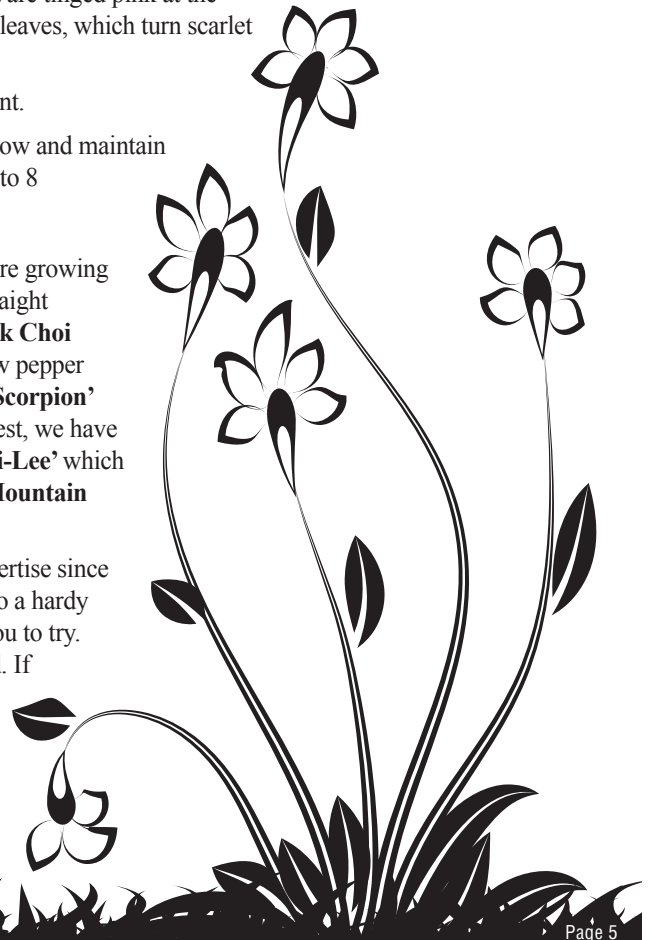 are tinged pink at the
leaves, which turn scarlet
nt.
ow and maintain
to 8
re growing
aight
k Choi
w pepper
Scorpion’
est, we have
i-Lee’ which
Mountain
ertise since
o a hardy
ou to try.
. If
Page 5